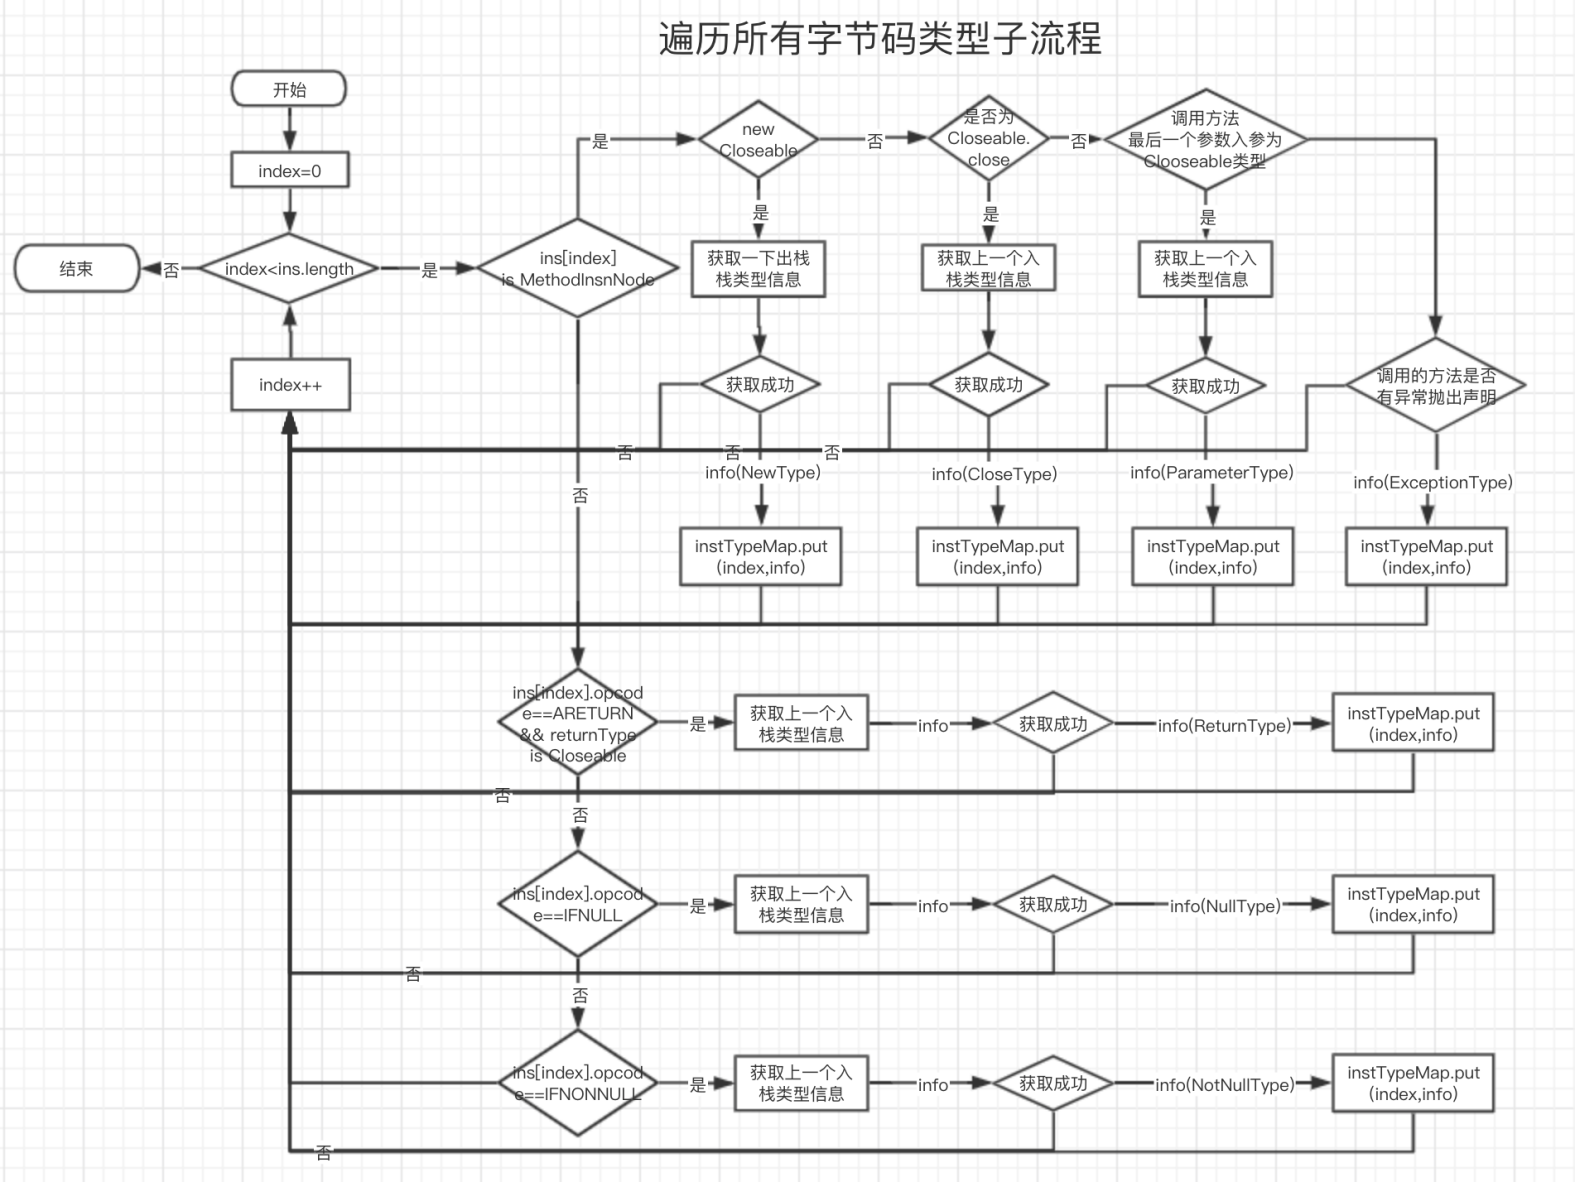 遍历所有字节码类型子流程
开始
index=0
index<ins.length
否
结束
是
index++
ins[index]
is MethodInsnNode
是
new
Closeable
否
是否为
Closeable.
close
否
调用方法
最后一个参数入参为
Clooseable类型
是
是
是
获取一下出栈
栈类型信息
获取上一个入
栈类型信息
获取上一个入
栈类型信息
获取成功
获取成功
获取成功
调用的方法是否
有异常抛出声明
否
否
否
否
info(NewType)
info(CloseType)
info(ParameterType)
info(ExceptionType)
instTypeMap.put
(index,info)
instTypeMap.put
(index,info)
instTypeMap.put
(index,info)
instTypeMap.put
(index,info)
ins[index].opcod
e==ARETURN
&& returnType
is Closeable
是
获取上一个入
栈类型信息
info
获取成功
info(ReturnType)
instTypeMap.put
(index,info)
否
否
ins[index].opcod
e==IFNULL
是
获取上一个入
栈类型信息
info
获取成功
info(NullType)
instTypeMap.put
(index,info)
否
否
ins[index].opcod
e==IFNONNULL
是
获取上一个入
栈类型信息
info
获取成功
info(NotNullType)
instTypeMap.put
(index,info)
否